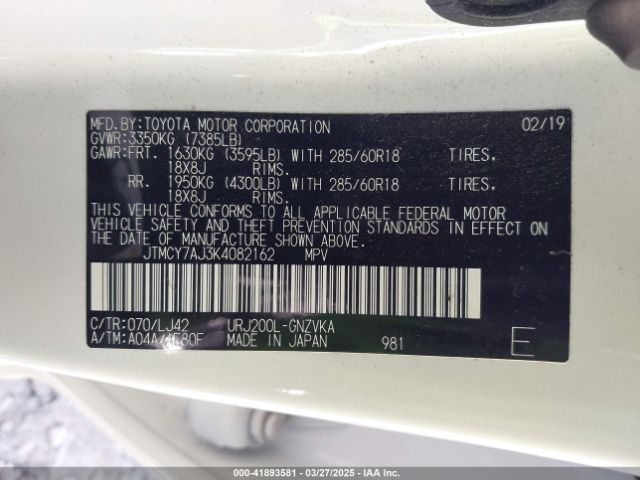 MFD.BY:TOYOTA MOTOR CORPORATION 02/19
GVWR:3350KG (7385LB)
GAWR:FRT. 1630KG (3595LB) WITH 285/60R18 TIRES,
18X8J RIMS.
RR. 1950KG (4300LB) WITH 285/60R18 TIRES,
18X8J RIMS.
THIS VEHICLE CONFORMS TO ALL APPLICABLE FEDERAL MOTOR
VEHICLE SAFETY AND THEFT PREVENTION STANDARDS IN EFFECT ON
THE DATE OF MANUFACTURE SHOWN ABOVE.
JTMCY7AJ3K4082162 MPV
C/TR:070/LJ42 URJ200L-GNZVKA
A/TM: MADE IN JAPAN 981 E
000-41893581 | 03/27/2025 | IAA Inc.